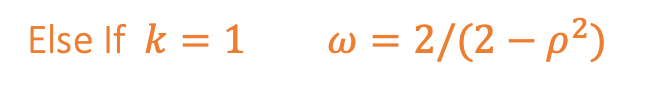 Else If k = 1 ω = 2/(2 − ρ²)